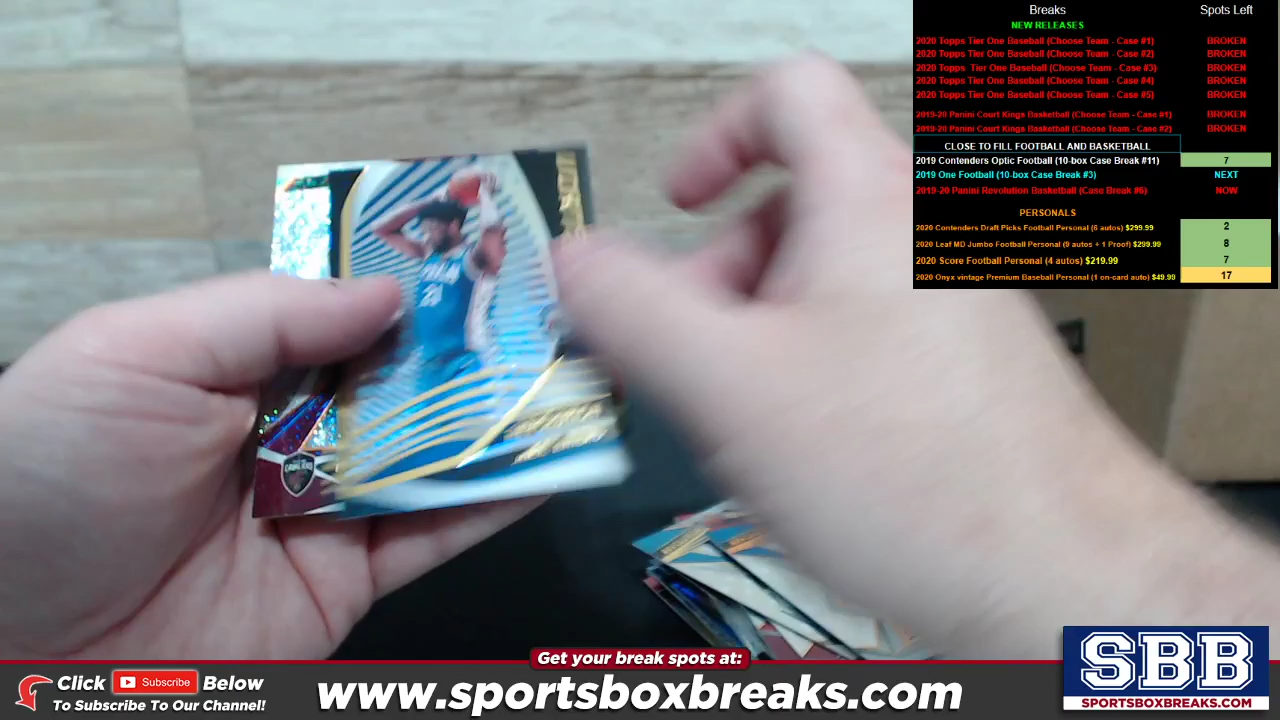 Breaks Spots Left
NEW RELEASES
2020 Topps Tier One Baseball (Choose Team - Case #1) BROKEN
2020 Topps Tier One Baseball (Choose Team - Case #2) BROKEN
2020 Topps Tier One Baseball (Choose Team - Case #3) BROKEN
2020 Topps Tier One Baseball (Choose Team - Case #4) BROKEN
2020 Topps Tier One Baseball (Choose Team - Case #5) BROKEN
2019-20 Panini Court Kings Basketball (Choose Team - Case #1) BROKEN
2019-20 Panini Court Kings Basketball (Choose Team - Case #2) BROKEN
CLOSE TO FILL FOOTBALL AND BASKETBALL
2019 Contenders Optic Football (10-box Case Break #11) 7
2019 One Football (10-box Case Break #3) NEXT
2019-20 Panini Revolution Basketball (Case Break #6) NOW
PERSONALS
2020 Contenders Draft Picks Football Personal (6 autos) $299.99 2
2020 Leaf MD Jumbo Football Personal (9 autos + 1 Proof) $299.99 8
2020 Score Football Personal (4 autos) $219.99 7
2020 Onyx vintage Premium Baseball Personal (1 on-card auto) $49.99 17
CAVALIERS
Get your break spots at:
Click Subscribe Below
To Subscribe To Our Channel!
www.sportsboxbreaks.com
SBB
SPORTSBOXBREAKS.COM